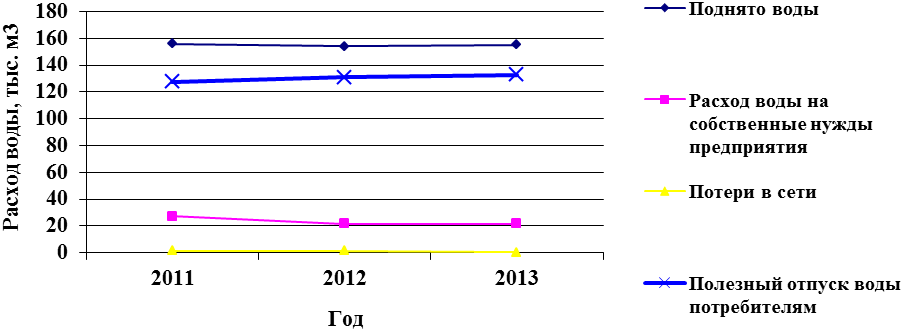 Расход воды, тыс. м3
180
160
140
120
100
80
60
40
20
0
2011 2012 2013
Год
Поднято воды
Расход воды на
собственные нужды
предприятия
Потери в сети
Полезный отпуск воды
потребителям